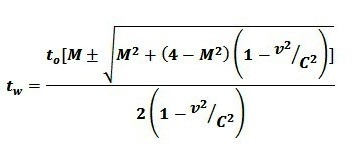 t_w = t_o[M ± √(M² + (4 − M²)(1 − v²/C²))] / 2(1 − v²/C²)